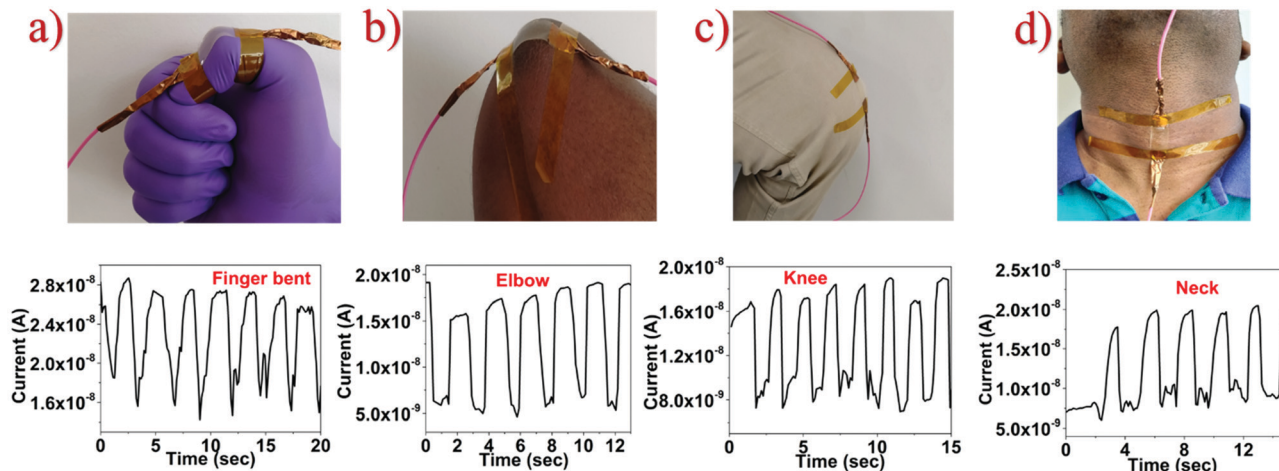 a)
b)
c)
d)
Finger bent
2.8x10⁻⁸
2.4x10⁻⁸
2.0x10⁻⁸
1.6x10⁻⁸
Current (A)
0 5 10 15 20
Time (sec)
Elbow
2.0x10⁻⁸
1.5x10⁻⁸
1.0x10⁻⁸
5.0x10⁻⁹
Current (A)
0 2 4 6 8 10 12
Time (sec)
Knee
2.0x10⁻⁸
1.6x10⁻⁸
1.2x10⁻⁸
8.0x10⁻⁹
Current (A)
0 5 10 15
Time (sec)
Neck
2.5x10⁻⁸
2.0x10⁻⁸
1.5x10⁻⁸
1.0x10⁻⁸
5.0x10⁻⁹
Current (A)
0 4 8 12
Time (sec)